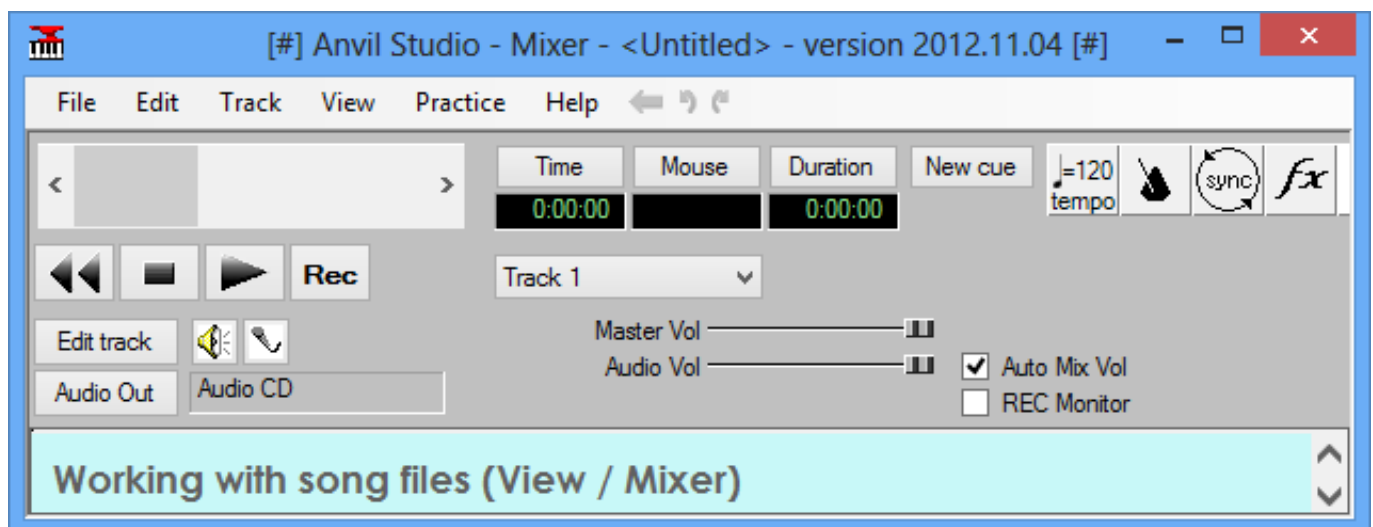 [#] Anvil Studio - Mixer - <Untitled> - version 2012.11.04 [#]
File Edit Track View Practice Help
Time Mouse Duration New cue
=120
tempo
sync
fx
0:00:00 0:00:00
Rec
Track 1
Edit track
Master Vol
Audio Vol
Auto Mix Vol
Audio Out
Audio CD
REC Monitor
Working with song files (View / Mixer)